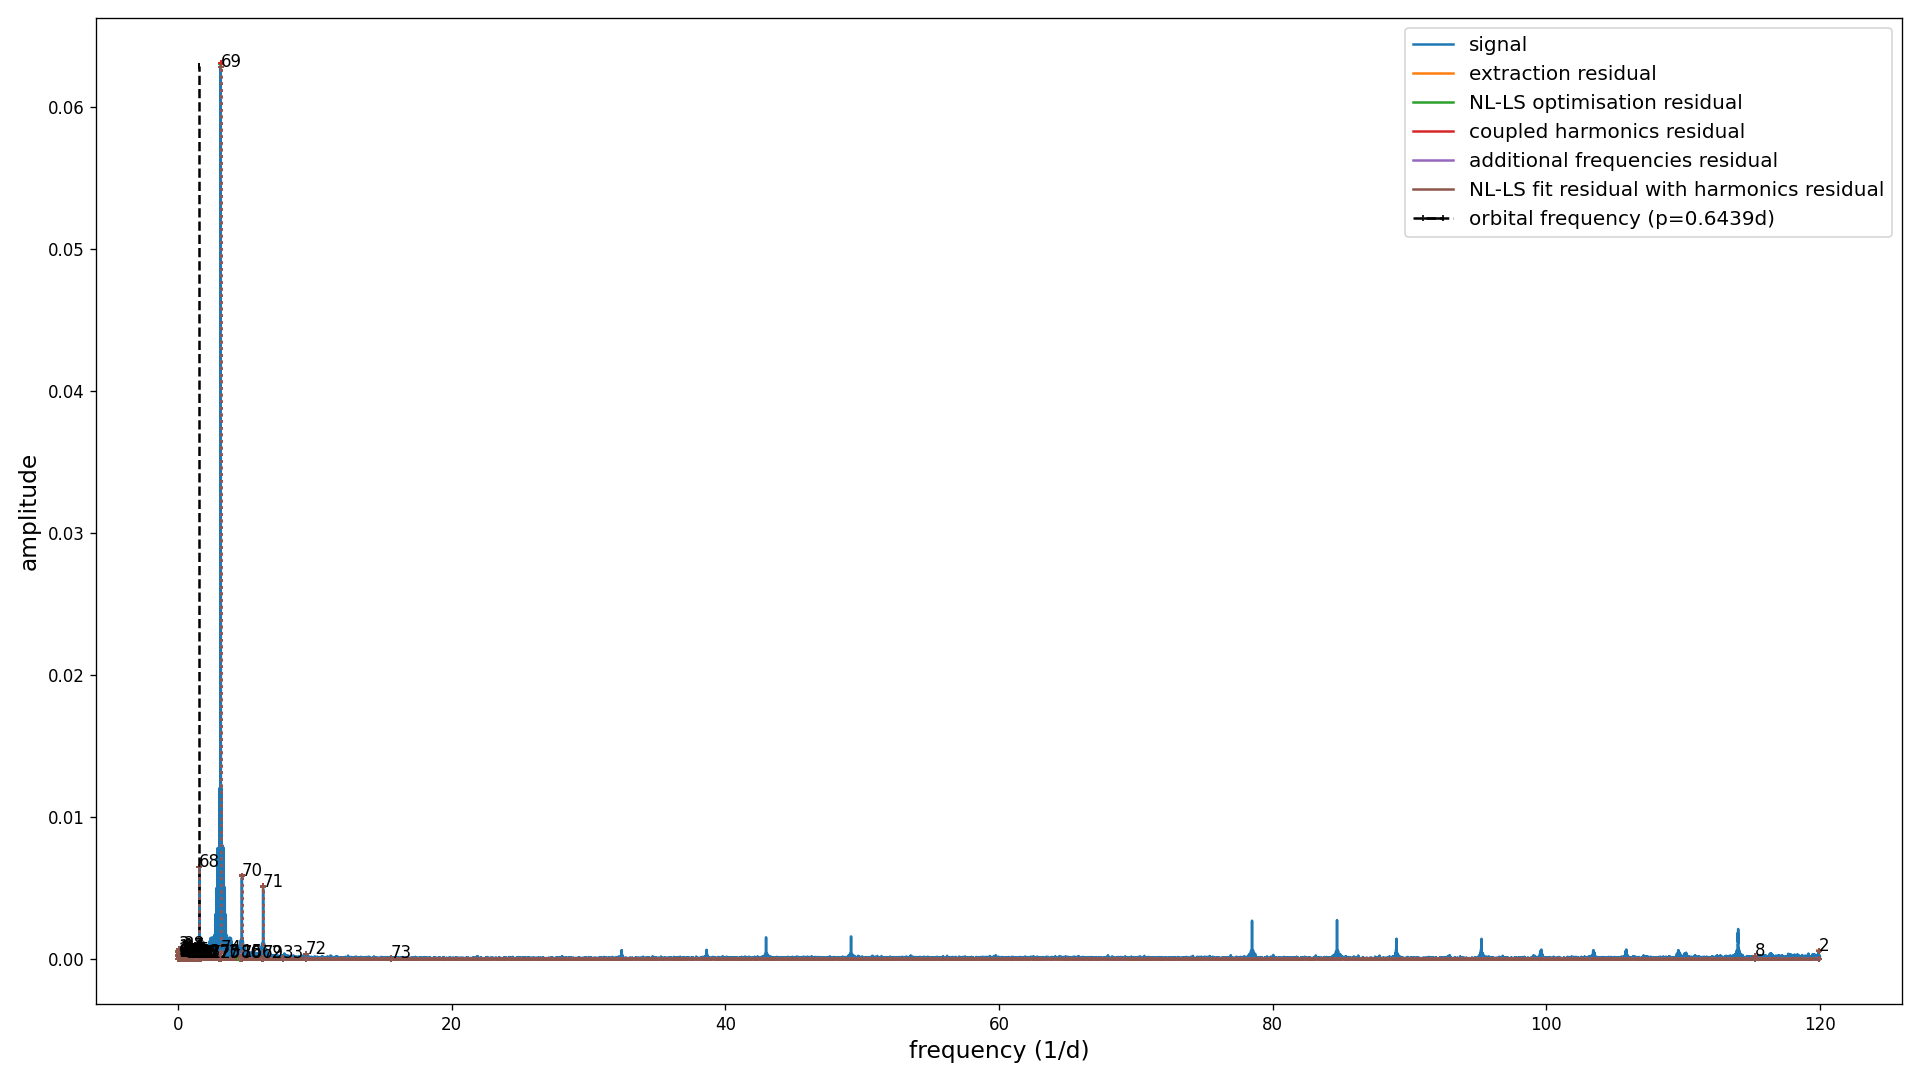 signal
extraction residual
NL-LS optimisation residual
coupled harmonics residual
additional frequencies residual
NL-LS fit residual with harmonics residual
orbital frequency (p=0.6439d)
69
0.06
0.05
0.04
0.03
0.02
0.01
0.00
68
70
71
74
72
73
8
2
0
20
40
60
80
100
120
amplitude
frequency (1/d)